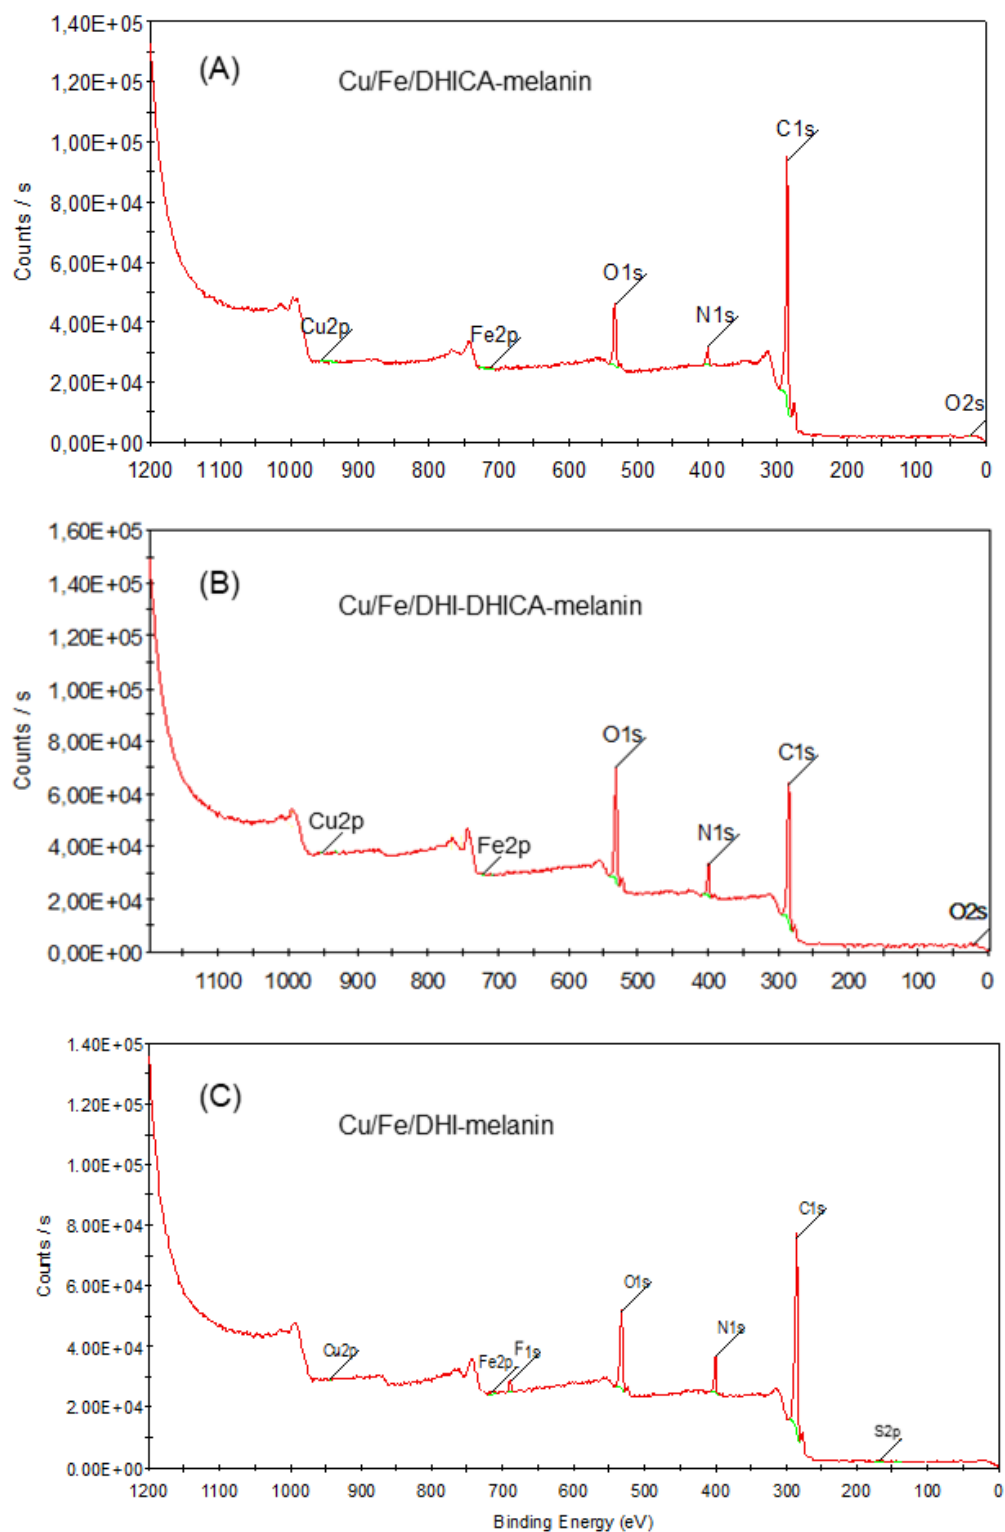 1,40E+05
(A)
Cu/Fe/DHICA-melanin
1,20E+05
C1s
1,00E+05
8,00E+04
Counts / s
6,00E+04
O1s
N1s
4,00E+04
Cu2p
Fe2p
2,00E+04
O2s
0,00E+00
1200 1100 1000 900 800 700 600 500 400 300 200 100 0
1,60E+05
(B)
1,40E+05
Cu/Fe/DHI-DHICA-melanin
1,20E+05
1,00E+05
Counts / s
8,00E+04
O1s
C1s
6,00E+04
Cu2p
N1s
4,00E+04
Fe2p
2,00E+04
O2s
0,00E+00
1100 1000 900 800 700 600 500 400 300 200 100 0
1.40E+05
(C)
1.20E+05
Cu/Fe/DHI-melanin
1.00E+05
C1s
8.00E+04
Counts / s
6.00E+04
O1s
N1s
4.00E+04
Cu2p
Fe2p
F1s
2.00E+04
S2p
0.00E+00
1200 1100 1000 900 800 700 600 500 400 300 200 100 0
Binding Energy (eV)